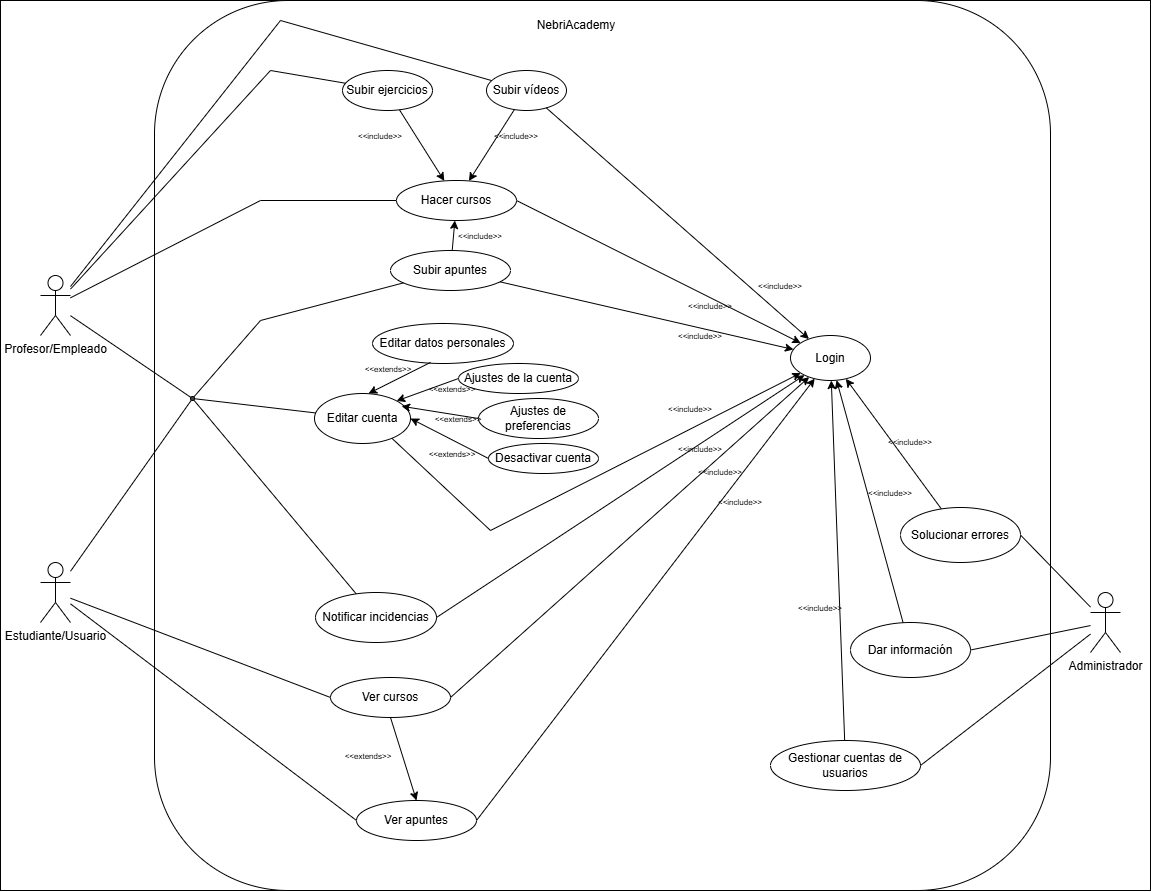 NebriAcademy
Subir ejercicios
Subir vídeos
<<include>>
<<include>>
Hacer cursos
<<include>>
Subir apuntes
<<include>>
<<include>>
<<include>>
Profesor/Empleado
Editar datos personales
Login
<<extends>>
Ajustes de la cuenta
<<extends>>
Ajustes de
preferencias
<<extends>>
Editar cuenta
<<include>>
<<extends>>
Desactivar cuenta
<<include>>
<<include>>
<<include>>
<<include>>
<<include>>
Solucionar errores
Notificar incidencias
<<include>>
Estudiante/Usuario
Dar información
Administrador
Ver cursos
<<extends>>
Gestionar cuentas de
usuarios
Ver apuntes